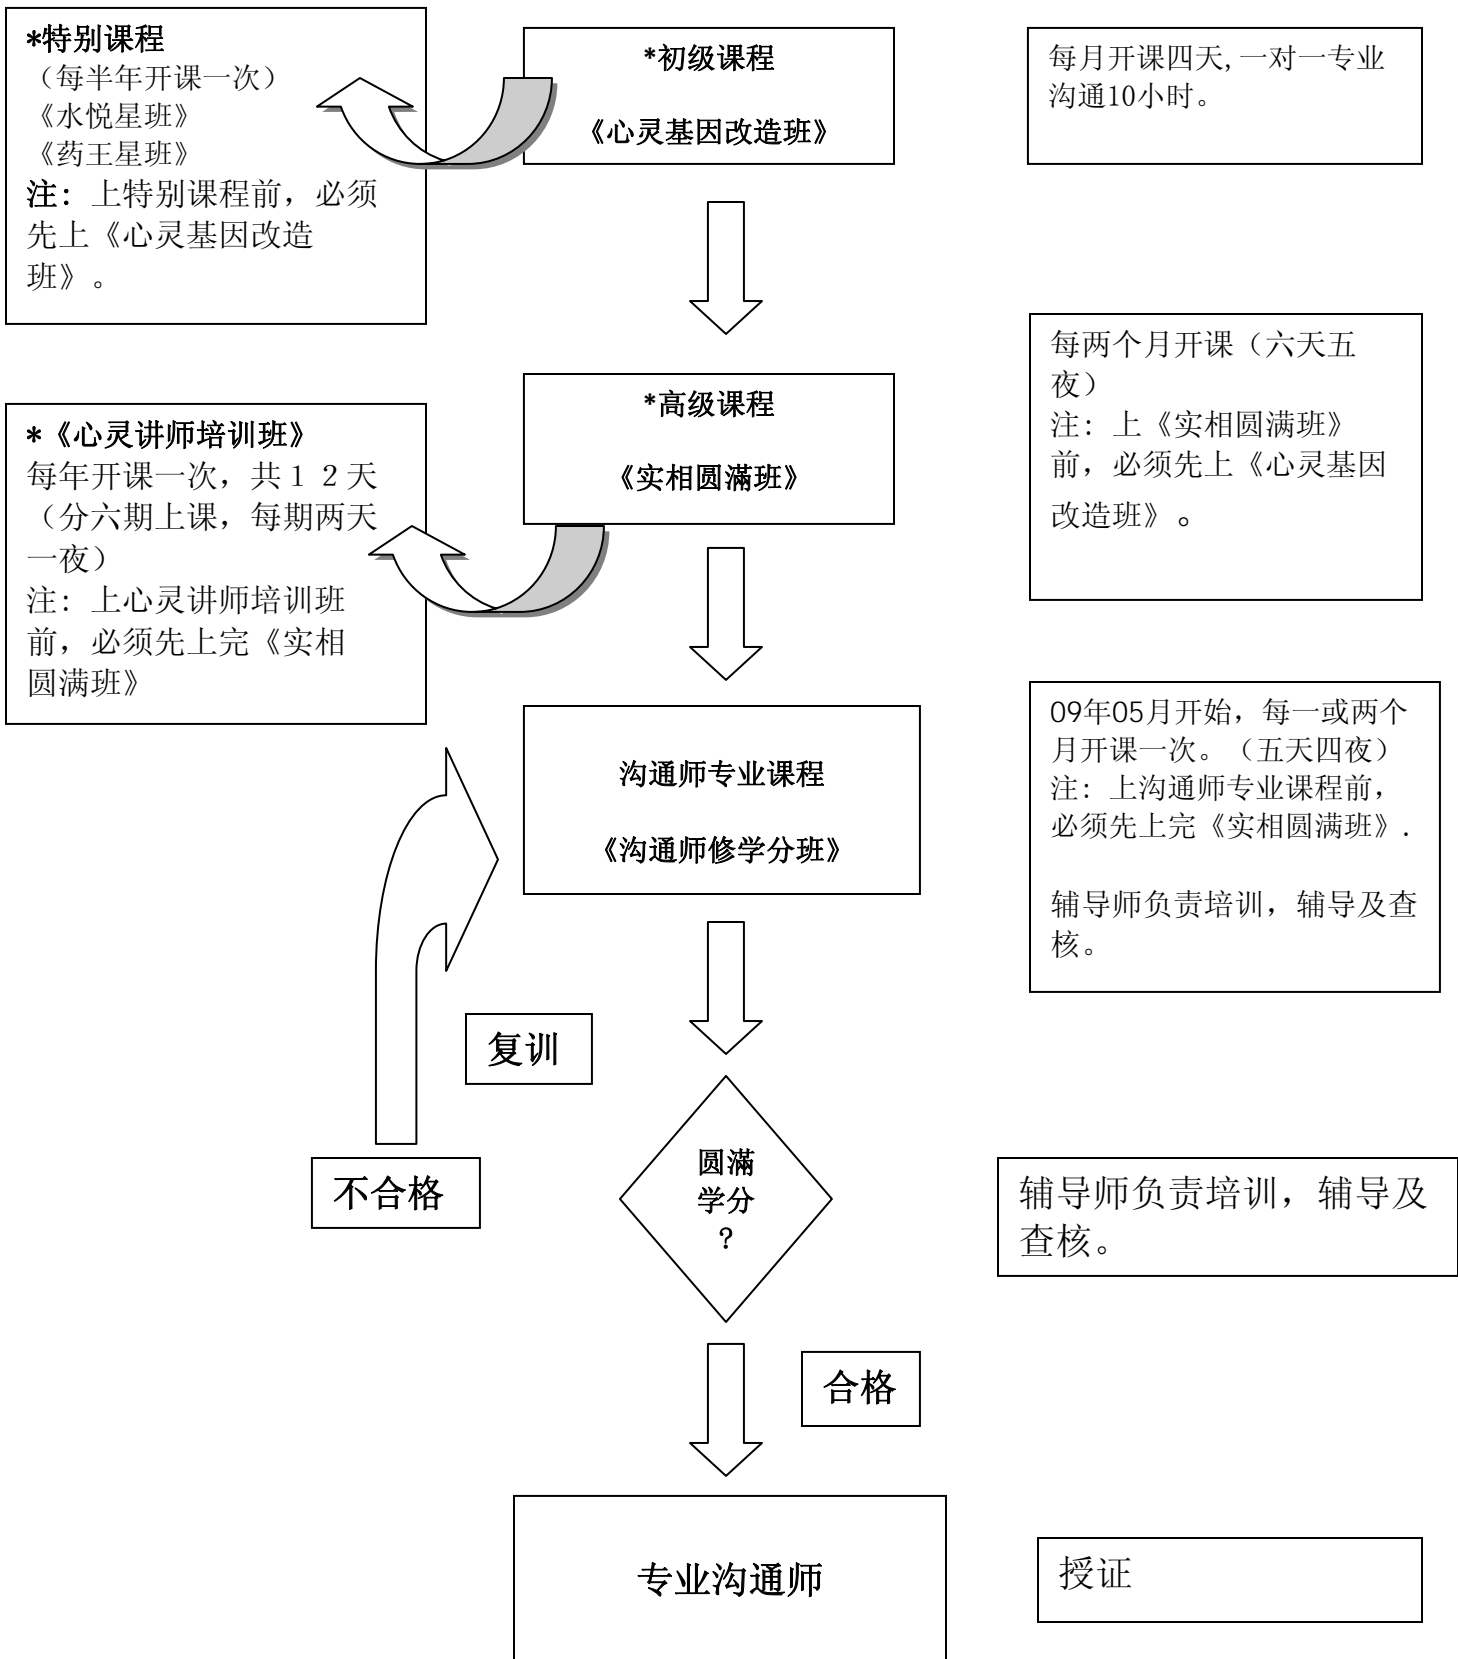 *特别课程
（每半年开课一次）
《水悦星班》
《药王星班》
注: 上特别课程前，必须
先上《心灵基因改造
班》。
*初级课程
《心灵基因改造班》
每月开课四天,一对一专业
沟通10小时。
*高级课程
《实相圆滿班》
每两个月开课（六天五
夜）
注: 上《实相圆满班》
前，必须先上《心灵基因
改造班》。
*《心灵讲师培训班》
每年开课一次，共１２天
（分六期上课，每期两天
一夜）
注: 上心灵讲师培训班
前，必须先上完《实相
圆满班》
沟通师专业课程
《沟通师修学分班》
09年05月开始，每一或两个
月开课一次。（五天四夜）
注: 上沟通师专业课程前，
必须先上完《实相圆满班》.
辅导师负责培训，辅导及查
核。
复训
不合格
圆滿
学分
?
辅导师负责培训，辅导及
查核。
合格
专业沟通师
授证